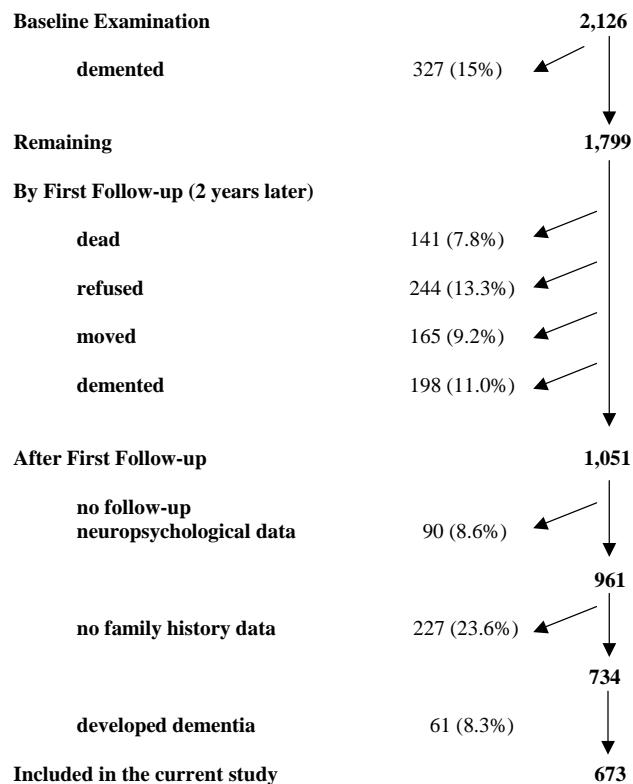 Baseline Examination 2,126
demented 327 (15%)
Remaining 1,799
By First Follow-up (2 years later)
dead 141 (7.8%)
refused 244 (13.3%)
moved 165 (9.2%)
demented 198 (11.0%)
After First Follow-up 1,051
no follow-up
neuropsychological data 90 (8.6%)
961
no family history data 227 (23.6%)
734
developed dementia 61 (8.3%)
Included in the current study 673